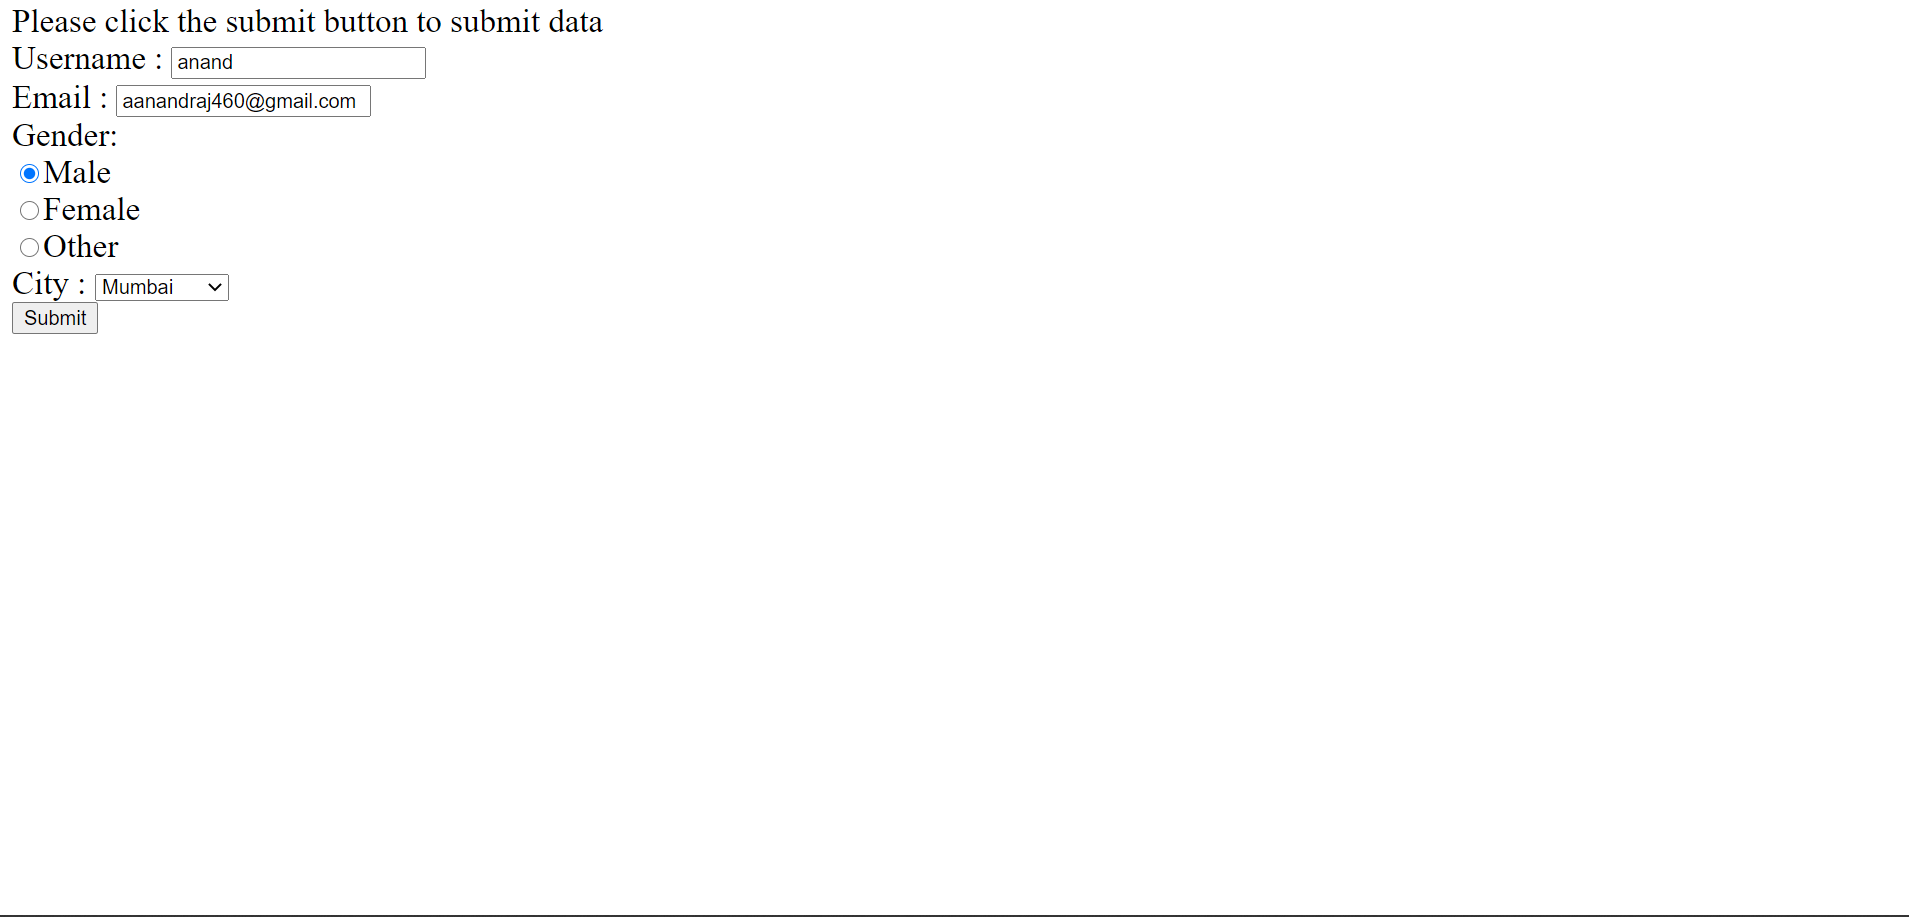 Please click the submit button to submit data
Username : anand
Email : aanandraj460@gmail.com
Gender:
Male
Female
Other
City : Mumbai
Submit